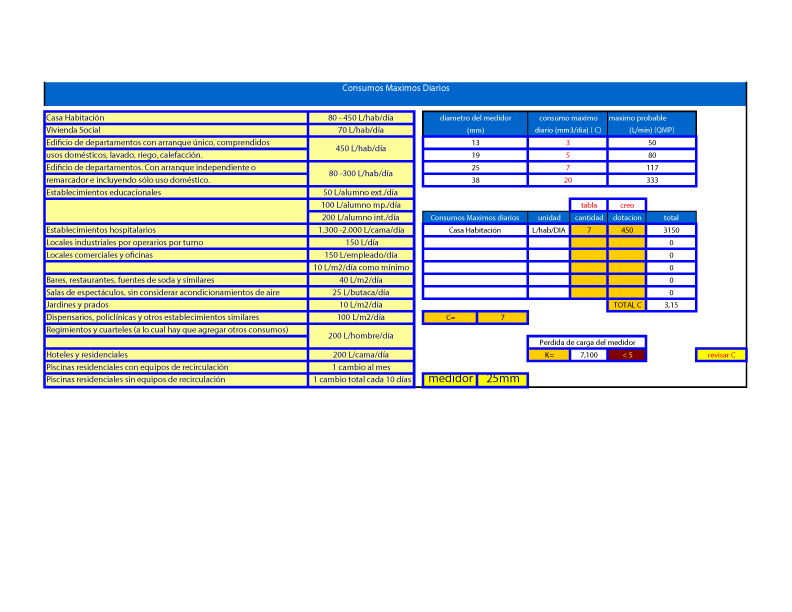 Consumos Maximos Diarios
Casa Habitación 80 - 450 L/hab/día
Vivienda Social 70 L/hab/día
Edificio de departamentos con arranque único, comprendidos
usos domésticos, lavado, riego, calefacción.
450 L/hab/día
Edificio de departamentos. Con arranque independiente o
remarcador e incluyendo sólo uso doméstico.
80 -300 L/hab/día
Establecimientos educacionales 50 L/alumno ext./día
100 L/alumno mp./día
200 L/alumno int./día
Establecimientos hospitalarios 1.300 -2.000 L/cama/día
Locales industriales por operarios por turno 150 L/día
Locales comerciales y oficinas 150 L/empleado/día
10 L/m2/día como mínimo
Bares, restaurantes, fuentes de soda y similares 40 L/m2/día
Salas de espectáculos, sin considerar acondicionamientos de aire 25 L/butaca/día
Jardines y prados 10 L/m2/día
Dispensarios, policlínicas y otros establecimientos similares 100 L/m2/día
Regimientos y cuarteles (a lo cual hay que agregar otros consumos)
200 L/hombre/día
Hoteles y residenciales 200 L/cama/día
Piscinas residenciales con equipos de recirculación 1 cambio al mes
Piscinas residenciales sin equipos de recirculación 1 cambio total cada 10 días
diametro del medidor consumo maximo maximo probable
(mm) diario (mm3/dia) ( C) (L/min) (QMP)
13 3 50
19 5 80
25 7 117
38 20 333
tabla creo
Consumos Maximos diarios unidad cantidad dotacion total
Casa Habitación L/hab/DIA 7 450 3150
0
0
0
0
0
TOTAL C 3,15
C= 7
Perdida de carga del medidor
K= 7,100 < 5 revisar C
medidor 25mm